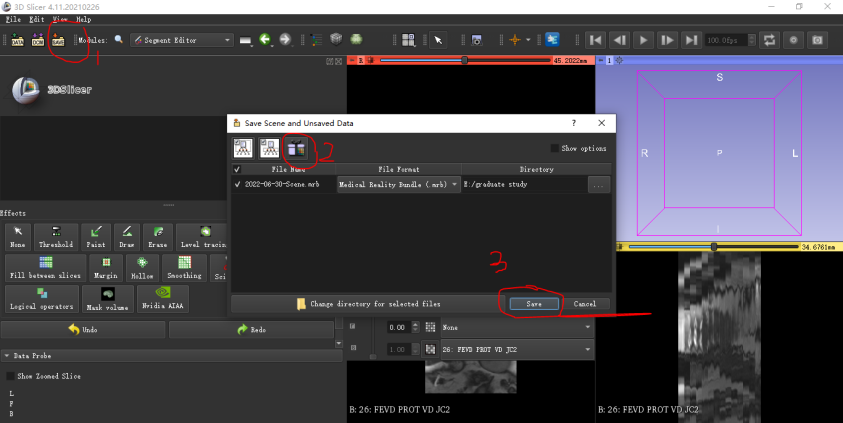 3D Slicer 4.11.20210226
File Edit View Help
DATA DCM SAVE Modules: Segment Editor 100.0fps
1
3DSlicer
R 45.2022mm
1
S
R P L
I
Save Scene and Unsaved Data ? X
2
Show options
File Name File Format Directory
2022-06-30-Scene.mrb Medical Reality Bundle (.mrb) E:/graduate study ...
3
Change directory for selected files Save Cancel
Effects
None Threshold Paint Draw Erase Level tracin
Fill between slices Margin Hollow Smoothing Sci
Logical operators Mask volume Nvidia AIAA
Undo Redo
Data Probe
Show Zoomed Slice
L
F
B
34.6761mm
0.00 None
1.00 26: FEVD PROT VD JC2
B: 26: FEVD PROT VD JC2
B: 26: FEVD PROT VD JC2